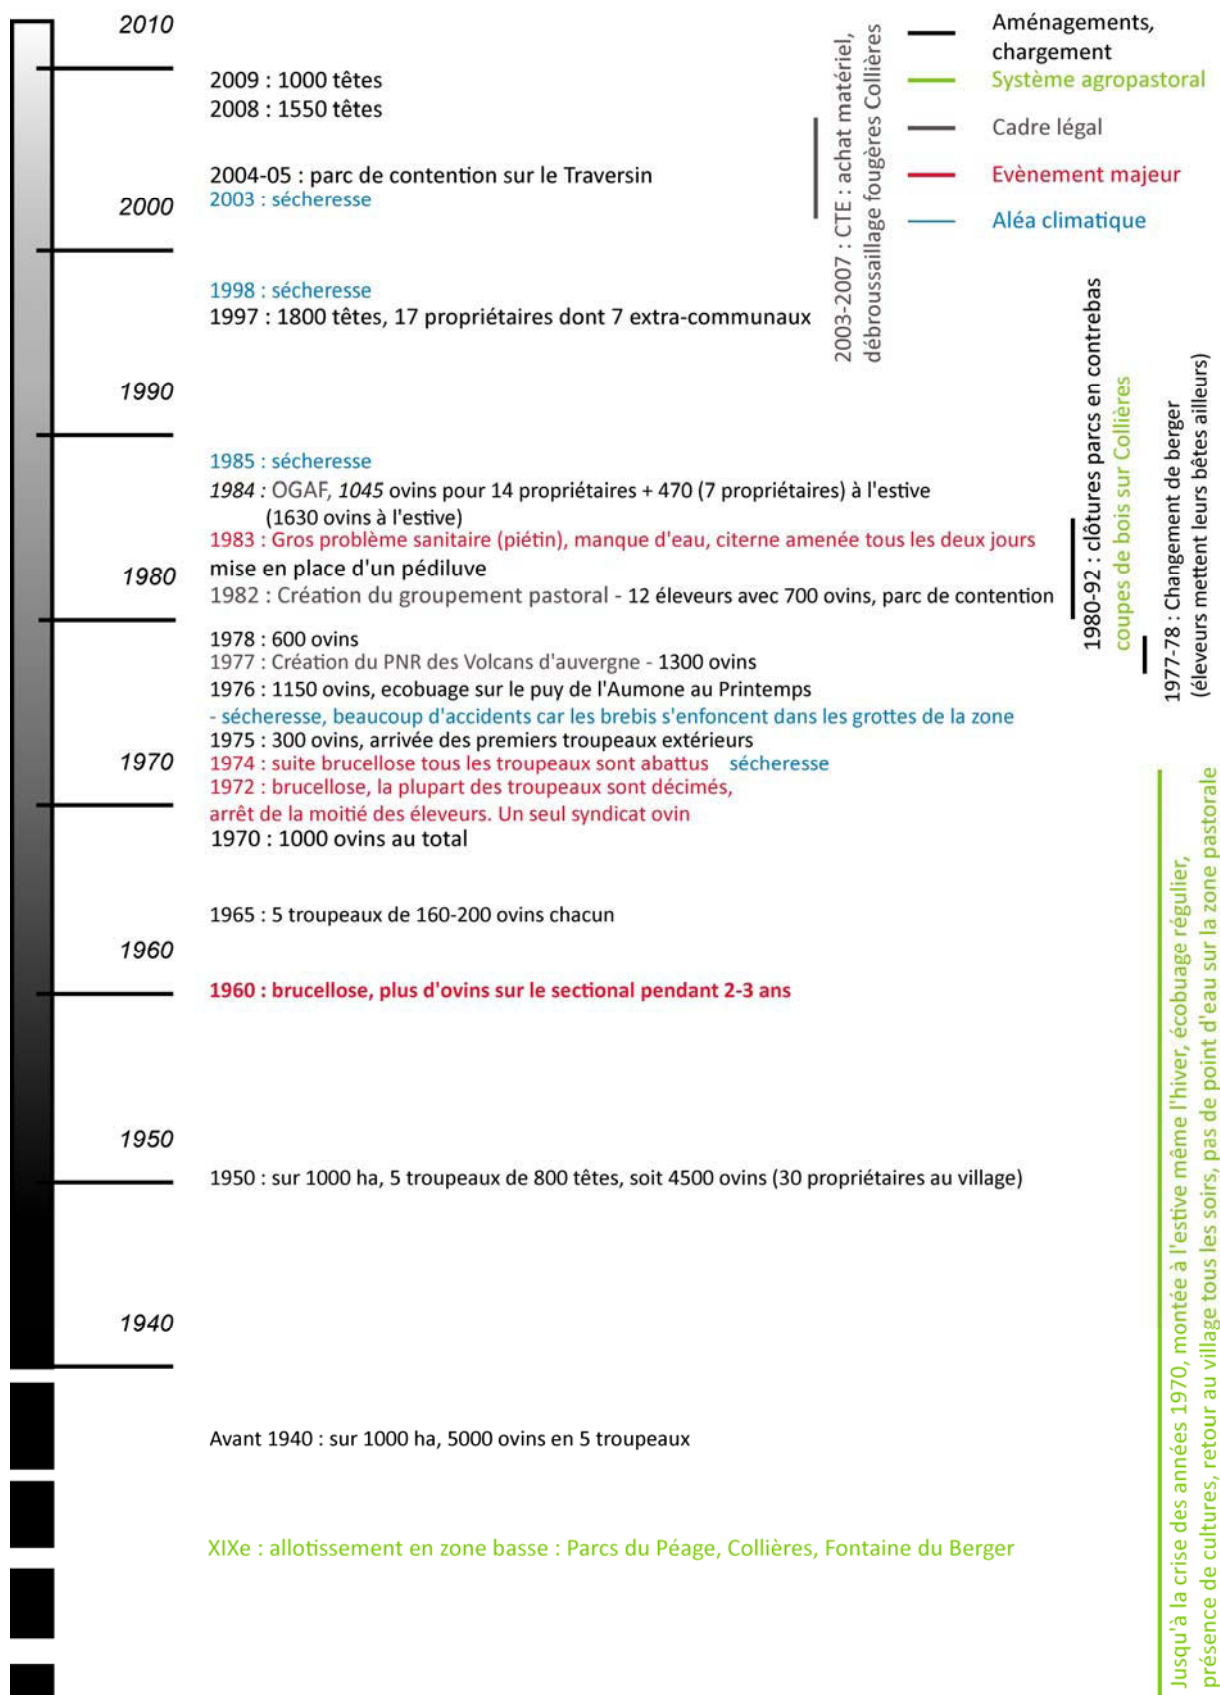 2010
2009 : 1000 têtes
2008 : 1550 têtes
2004-05 : parc de contention sur le Traversin
2003 : sécheresse
2000
1998 : sécheresse
1997 : 1800 têtes, 17 propriétaires dont 7 extra-communaux
1990
1985 : sécheresse
1984 : OGAF, 1045 ovins pour 14 propriétaires + 470 (7 propriétaires) à l'estive
(1630 ovins à l'estive)
1983 : Gros problème sanitaire (piétin), manque d'eau, citerne amenée tous les deux jours
mise en place d'un pédiluve
1980
1982 : Création du groupement pastoral - 12 éleveurs avec 700 ovins, parc de contention
1978 : 600 ovins
1977 : Création du PNR des Volcans d'auvergne - 1300 ovins
1976 : 1150 ovins, ecobuage sur le puy de l'Aumone au Printemps
- sécheresse, beaucoup d'accidents car les brebis s'enfoncent dans les grottes de la zone
1975 : 300 ovins, arrivée des premiers troupeaux extérieurs
1970
1974 : suite brucellose tous les troupeaux sont abattus sécheresse
1972 : brucellose, la plupart des troupeaux sont décimés,
arrêt de la moitié des éleveurs. Un seul syndicat ovin
1970 : 1000 ovins au total
1965 : 5 troupeaux de 160-200 ovins chacun
1960
1960 : brucellose, plus d'ovins sur le sectional pendant 2-3 ans
1950
1950 : sur 1000 ha, 5 troupeaux de 800 têtes, soit 4500 ovins (30 propriétaires au village)
1940
Avant 1940 : sur 1000 ha, 5000 ovins en 5 troupeaux
XIXe : allotissement en zone basse : Parcs du Péage, Collières, Fontaine du Berger
2003-2007 : CTE : achat matériel,
débroussaillage fougères Collières
Aménagements,
chargement
Système agropastoral
Cadre légal
Evènement majeur
Aléa climatique
1980-92 : clôtures parcs en contrebas
coupes de bois sur Collières
1977-78 : Changement de berger
(éleveurs mettent leurs bêtes ailleurs)
Jusqu'à la crise des années 1970, montée à l'estive même l'hiver, écobuage régulier,
présence de cultures, retour au village tous les soirs, pas de point d'eau sur la zone pastorale